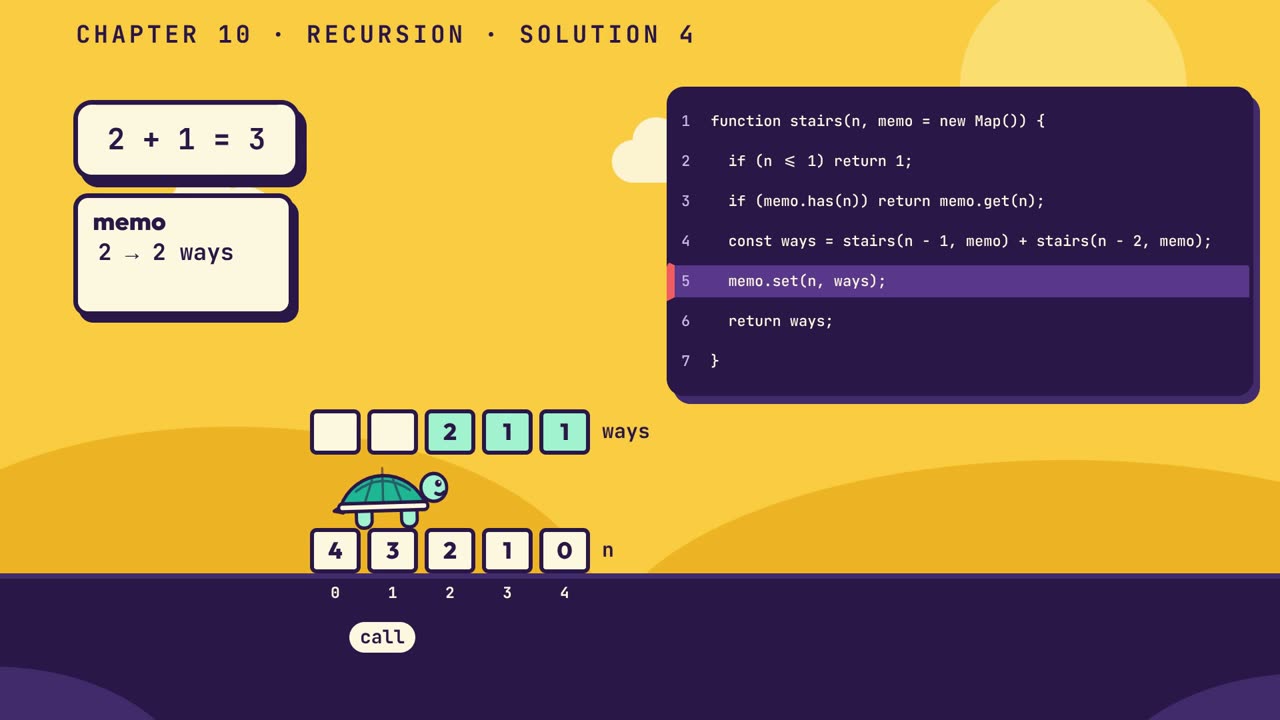 CHAPTER 10 · RECURSION · SOLUTION 4
2 + 1 = 3
memo
2 → 2 ways
1 function stairs(n, memo = new Map()) {
2 if (n <= 1) return 1;
3 if (memo.has(n)) return memo.get(n);
4 const ways = stairs(n - 1, memo) + stairs(n - 2, memo);
5 memo.set(n, ways);
6 return ways;
7 }
2 1 1 ways
4 3 2 1 0 n
0 1 2 3 4
call